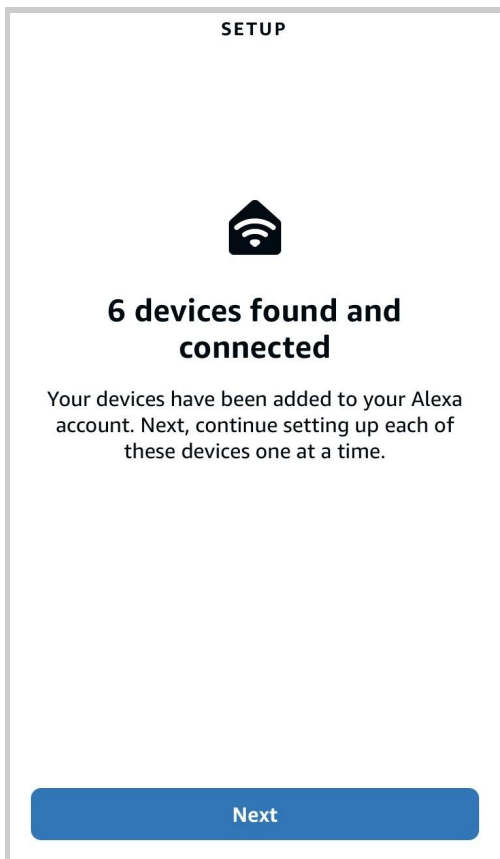 SETUP
6 devices found and
connected
Your devices have been added to your Alexa
account. Next, continue setting up each of
these devices one at a time.
Next